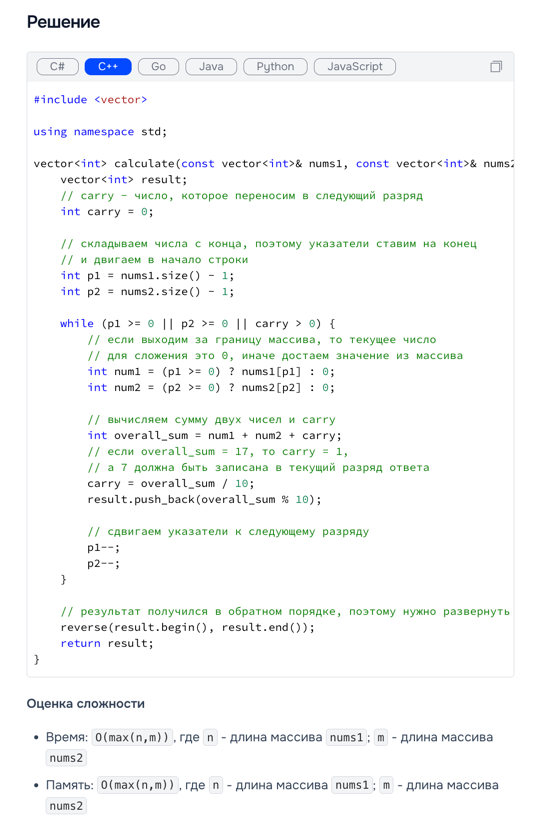 Решение
C# C++ Go Java Python JavaScript
#include <vector>
using namespace std;
vector<int> calculate(const vector<int>& nums1, const vector<int>& nums2
    vector<int> result;
    // carry - число, которое переносим в следующий разряд
    int carry = 0;
    // складываем числа с конца, поэтому указатели ставим на конец
    // и двигаем в начало строки
    int p1 = nums1.size() - 1;
    int p2 = nums2.size() - 1;
    while (p1 >= 0 || p2 >= 0 || carry > 0) {
        // если выходим за границу массива, то текущее число
        // для сложения это 0, иначе достаем значение из массива
        int num1 = (p1 >= 0) ? nums1[p1] : 0;
        int num2 = (p2 >= 0) ? nums2[p2] : 0;
        // вычисляем сумму двух чисел и carry
        int overall_sum = num1 + num2 + carry;
        // если overall_sum = 17, то carry = 1,
        // а 7 должна быть записана в текущий разряд ответа
        carry = overall_sum / 10;
        result.push_back(overall_sum % 10);
        // сдвигаем указатели к следующему разряду
        p1--;
        p2--;
    }
    // результат получился в обратном порядке, поэтому нужно развернуть
    reverse(result.begin(), result.end());
    return result;
}
Оценка сложности
• Время: O(max(n,m)), где n - длина массива nums1; m - длина массива
nums2
• Память: O(max(n,m)), где n - длина массива nums1; m - длина массива
nums2